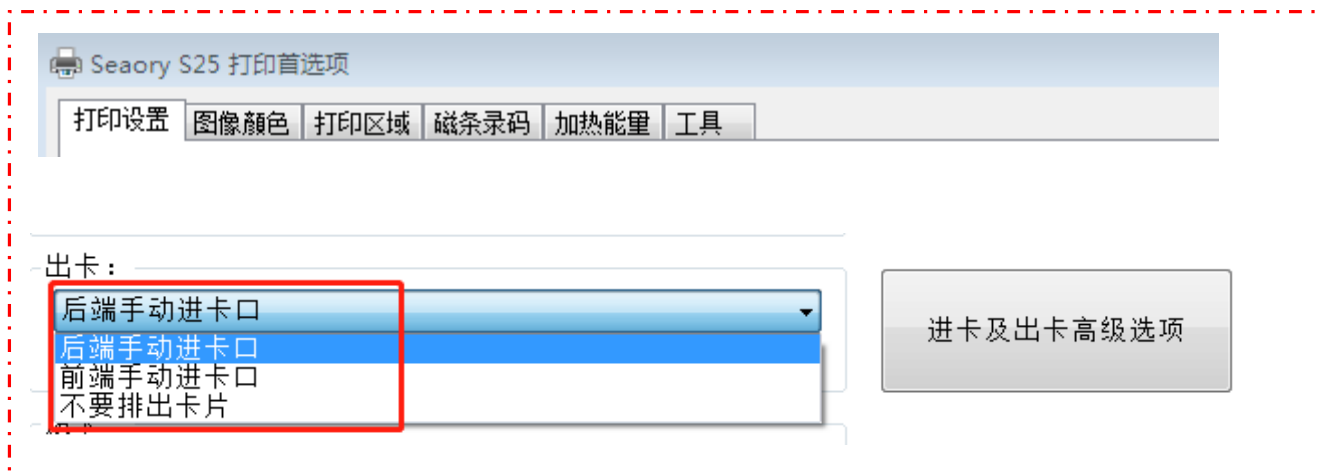 Seaory S25 打印首选项
打印设置 图像顏色 打印区域 磁条录码 加热能量 工具
出卡：
后端手动进卡口
后端手动进卡口
前端手动进卡口
不要排出卡片
进卡及出卡高级选项